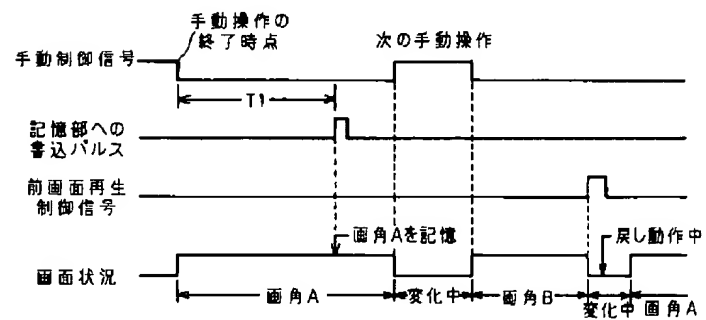 手動操作の
終了時点
次の手動操作
手動制御信号
T1
記憶部への
書込パルス
前画面再生
制御信号
画角Aを記憶
戻し動作中
画面状況
画角A
変化中
画角B
変化中
画角A